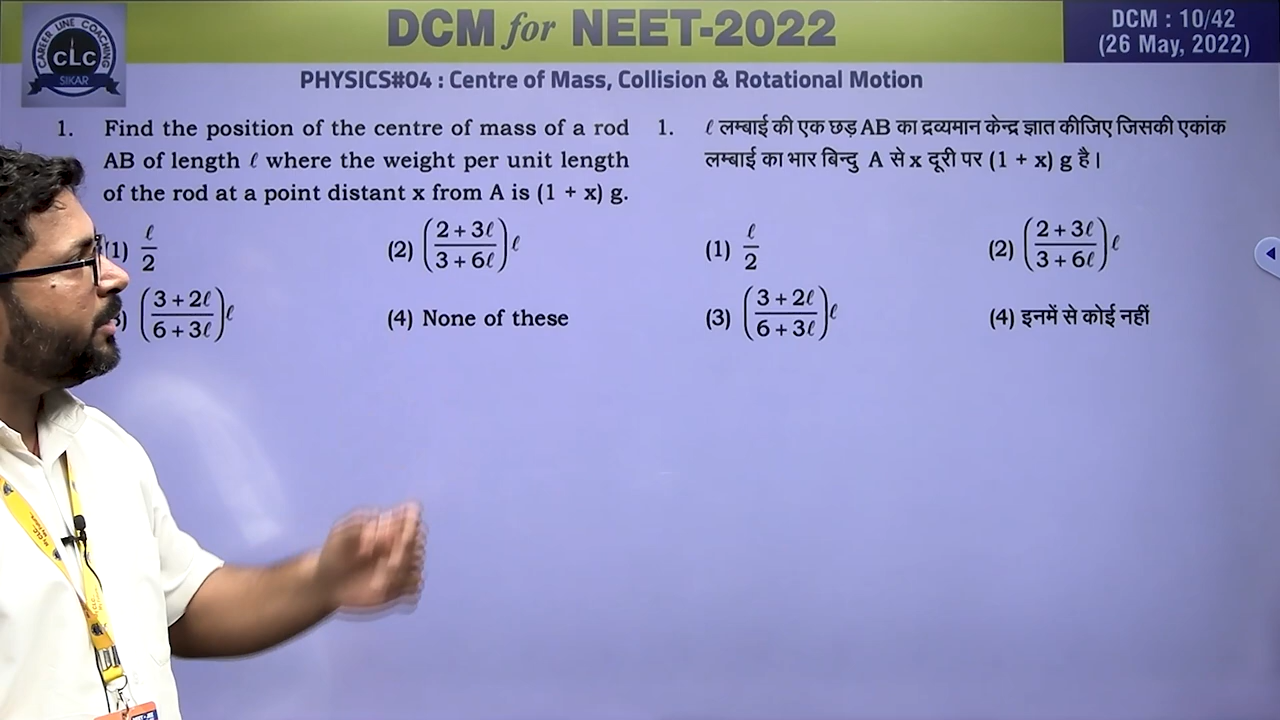 DCM for NEET-2022
DCM : 10/42
(26 May, 2022)
CAREER LINE COACHING
CLC
SIKAR
PHYSICS#04 : Centre of Mass, Collision & Rotational Motion
1. Find the position of the centre of mass of a rod
AB of length ℓ where the weight per unit length
of the rod at a point distant x from A is (1 + x) g.
(1) ℓ/2
(2) ((2 + 3ℓ)/(3 + 6ℓ))ℓ
((3 + 2ℓ)/(6 + 3ℓ))ℓ
(4) None of these
1. ℓ लम्बाई की एक छड़ AB का द्रव्यमान केन्द्र ज्ञात कीजिए जिसकी एकांक
लम्बाई का भार बिन्दु A से x दूरी पर (1 + x) g है।
(1) ℓ/2
(2) ((2 + 3ℓ)/(3 + 6ℓ))ℓ
(3) ((3 + 2ℓ)/(6 + 3ℓ))ℓ
(4) इनमें से कोई नहीं